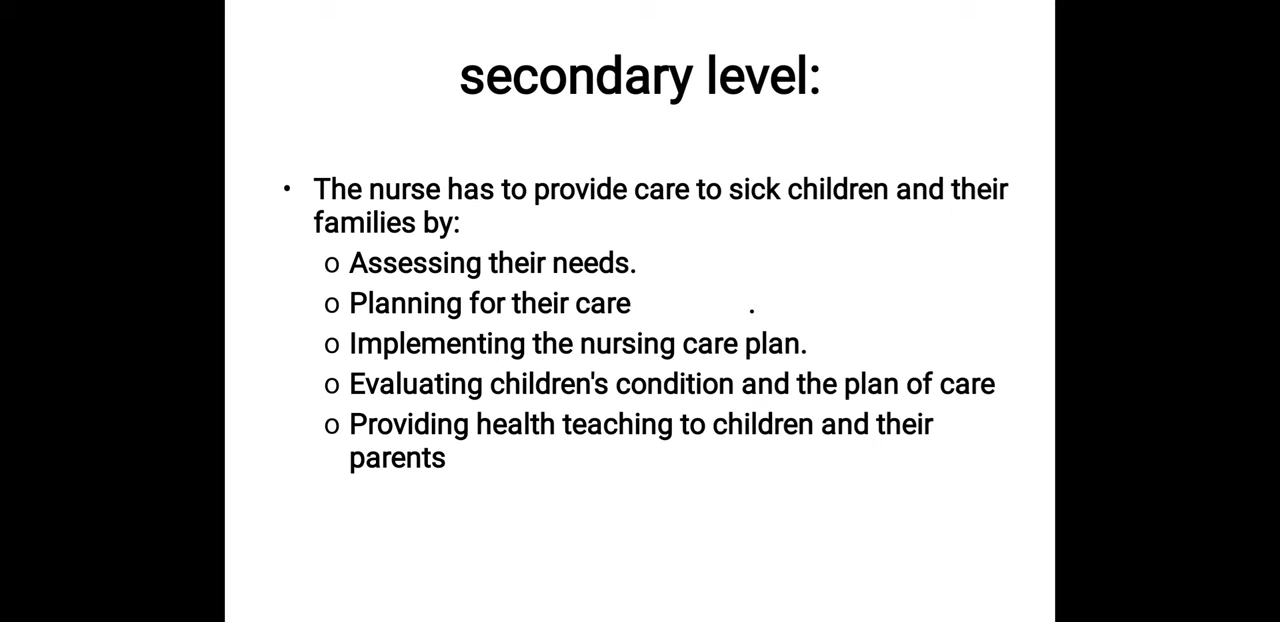 secondary level:
• The nurse has to provide care to sick children and their
families by:
o Assessing their needs.
o Planning for their care .
o Implementing the nursing care plan.
o Evaluating children's condition and the plan of care
o Providing health teaching to children and their
parents